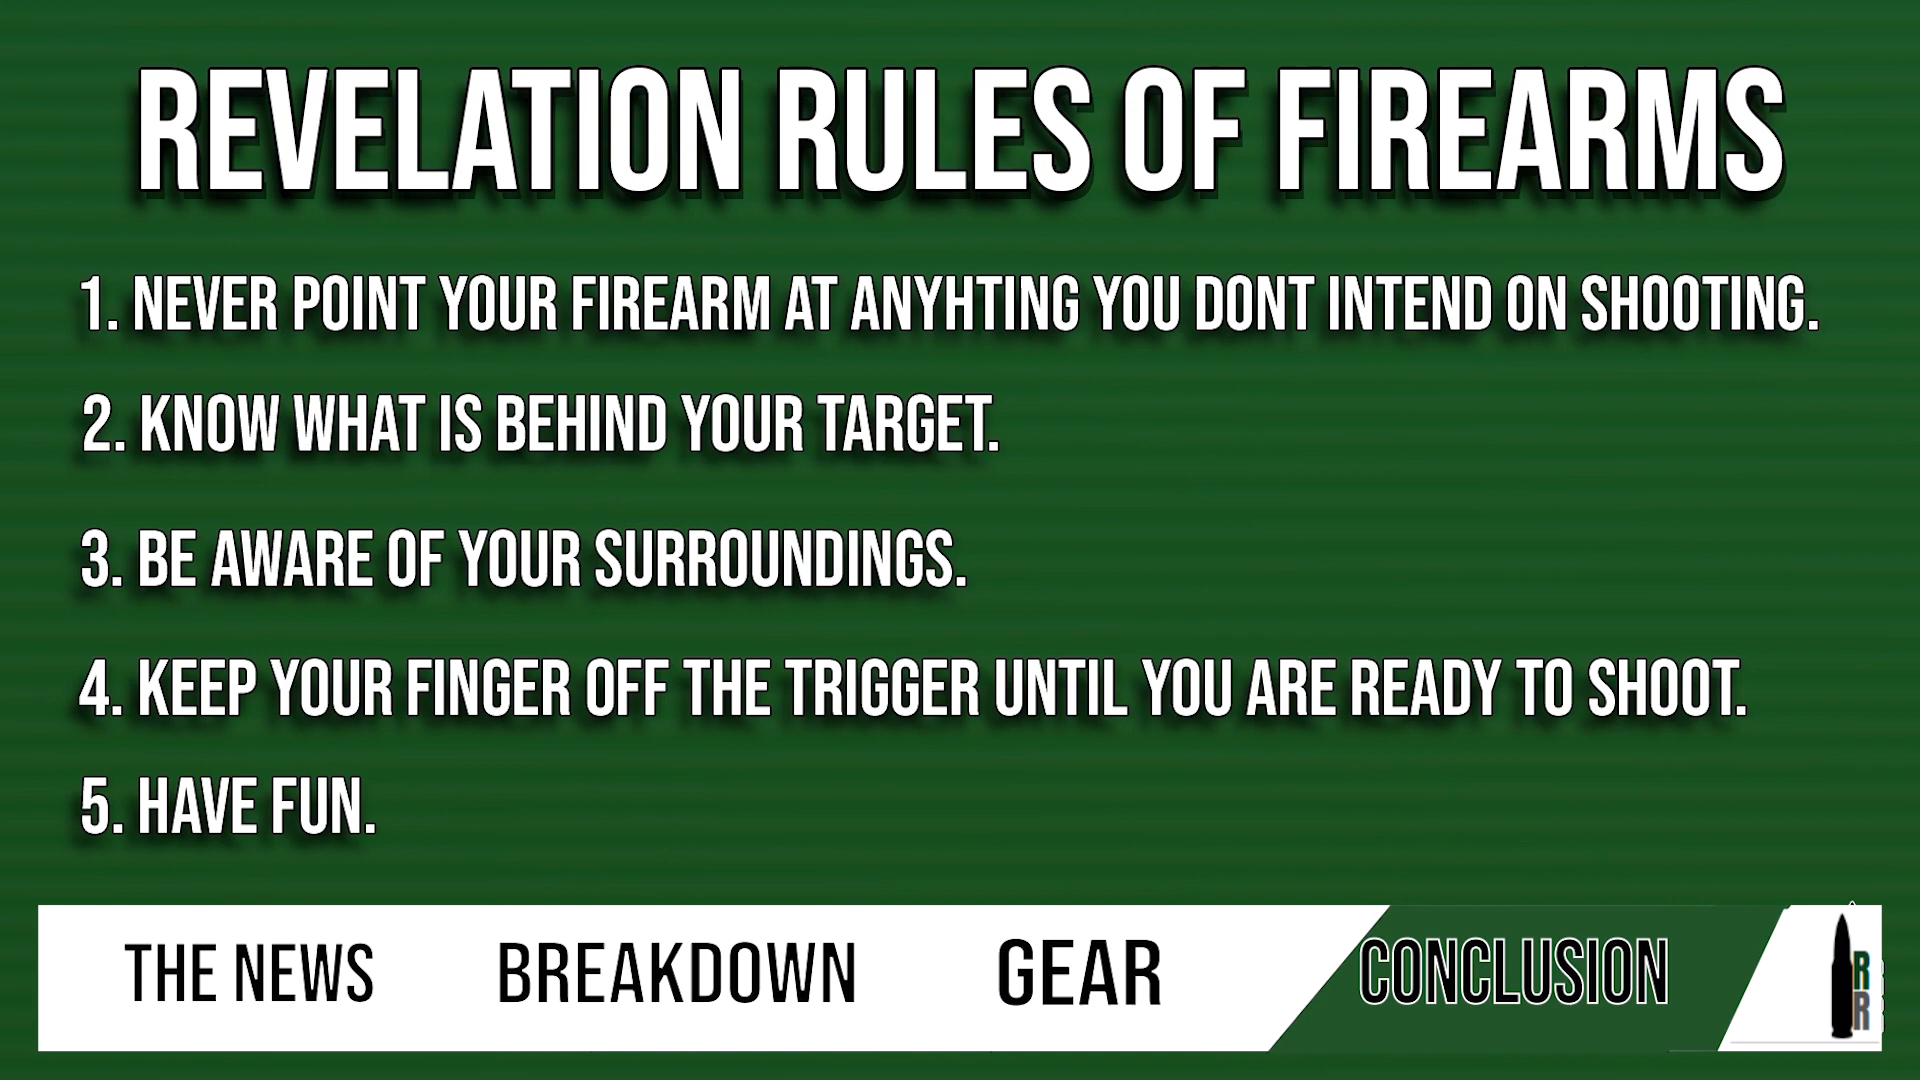 REVELATION RULES OF FIREARMS
1. NEVER POINT YOUR FIREARM AT ANYHTING YOU DONT INTEND ON SHOOTING.
2. KNOW WHAT IS BEHIND YOUR TARGET.
3. BE AWARE OF YOUR SURROUNDINGS.
4. KEEP YOUR FINGER OFF THE TRIGGER UNTIL YOU ARE READY TO SHOOT.
5. HAVE FUN.
THE NEWS BREAKDOWN GEAR CONCLUSION
R
R